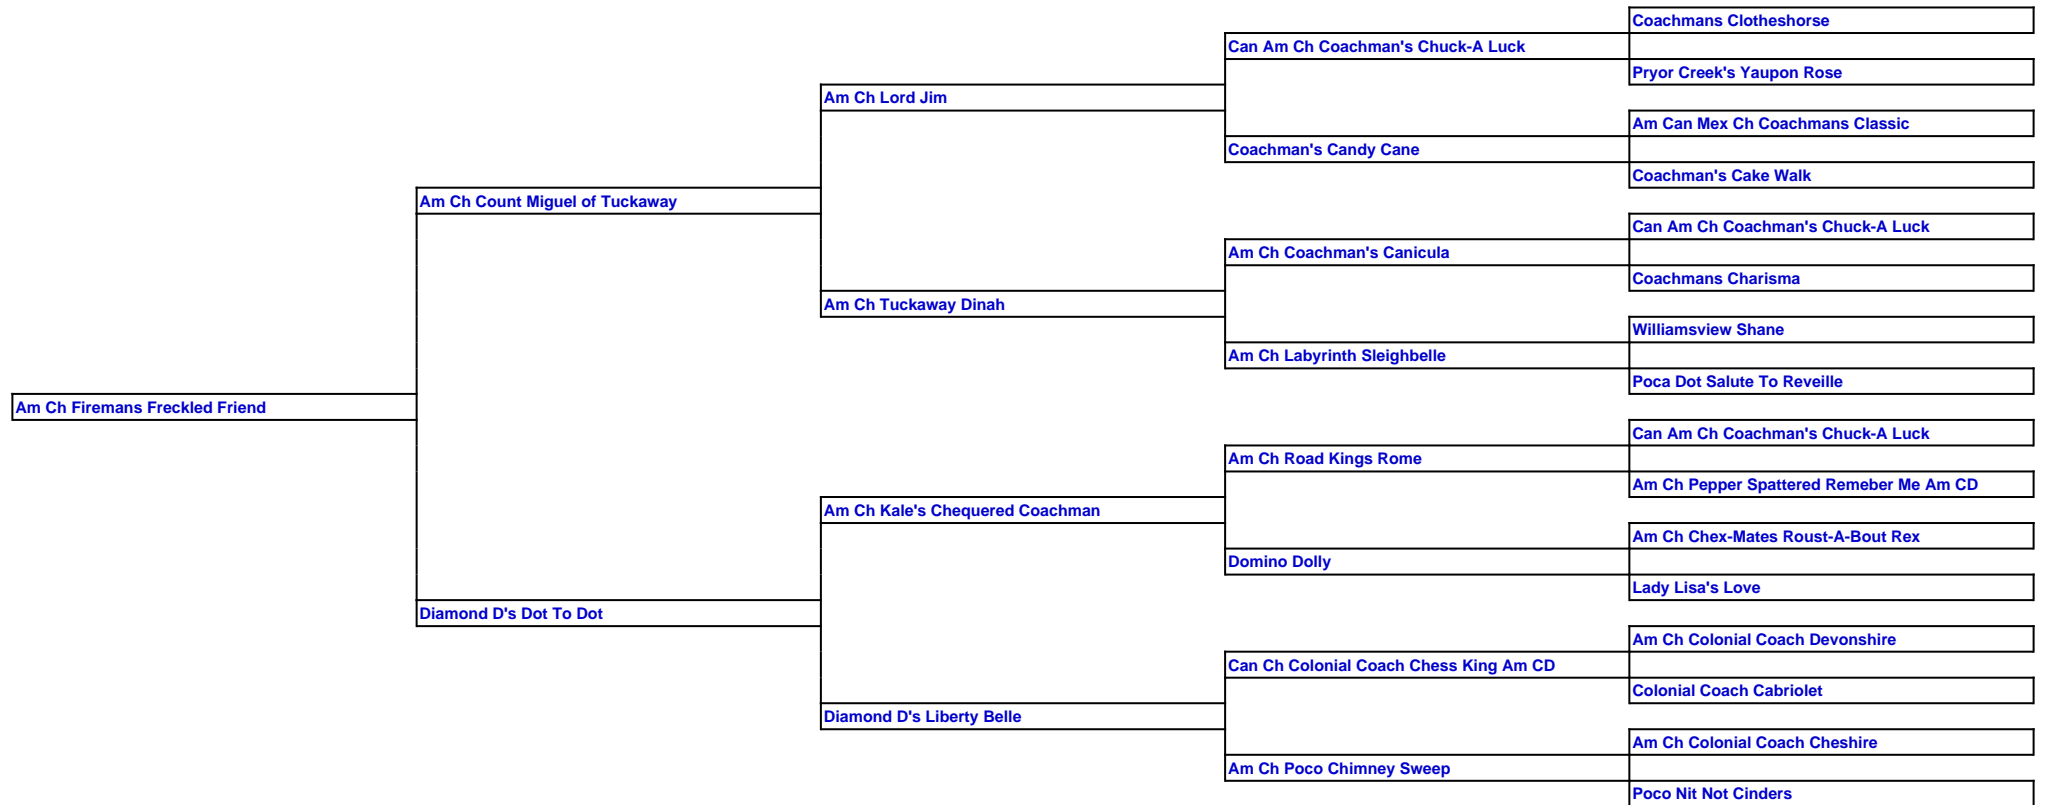 Coachmans Clotheshorse
Can Am Ch Coachman's Chuck-A Luck
Pryor Creek's Yaupon Rose
Am Ch Lord Jim
Am Can Mex Ch Coachmans Classic
Coachman's Candy Cane
Coachman's Cake Walk
Am Ch Count Miguel of Tuckaway
Can Am Ch Coachman's Chuck-A Luck
Am Ch Coachman's Canicula
Coachmans Charisma
Am Ch Tuckaway Dinah
Williamsview Shane
Am Ch Labyrinth Sleighbelle
Poca Dot Salute To Reveille
Am Ch Firemans Freckled Friend
Can Am Ch Coachman's Chuck-A Luck
Am Ch Road Kings Rome
Am Ch Pepper Spattered Remeber Me Am CD
Am Ch Kale's Chequered Coachman
Am Ch Chex-Mates Roust-A-Bout Rex
Domino Dolly
Lady Lisa's Love
Diamond D's Dot To Dot
Am Ch Colonial Coach Devonshire
Can Ch Colonial Coach Chess King Am CD
Colonial Coach Cabriolet
Diamond D's Liberty Belle
Am Ch Colonial Coach Cheshire
Am Ch Poco Chimney Sweep
Poco Nit Not Cinders